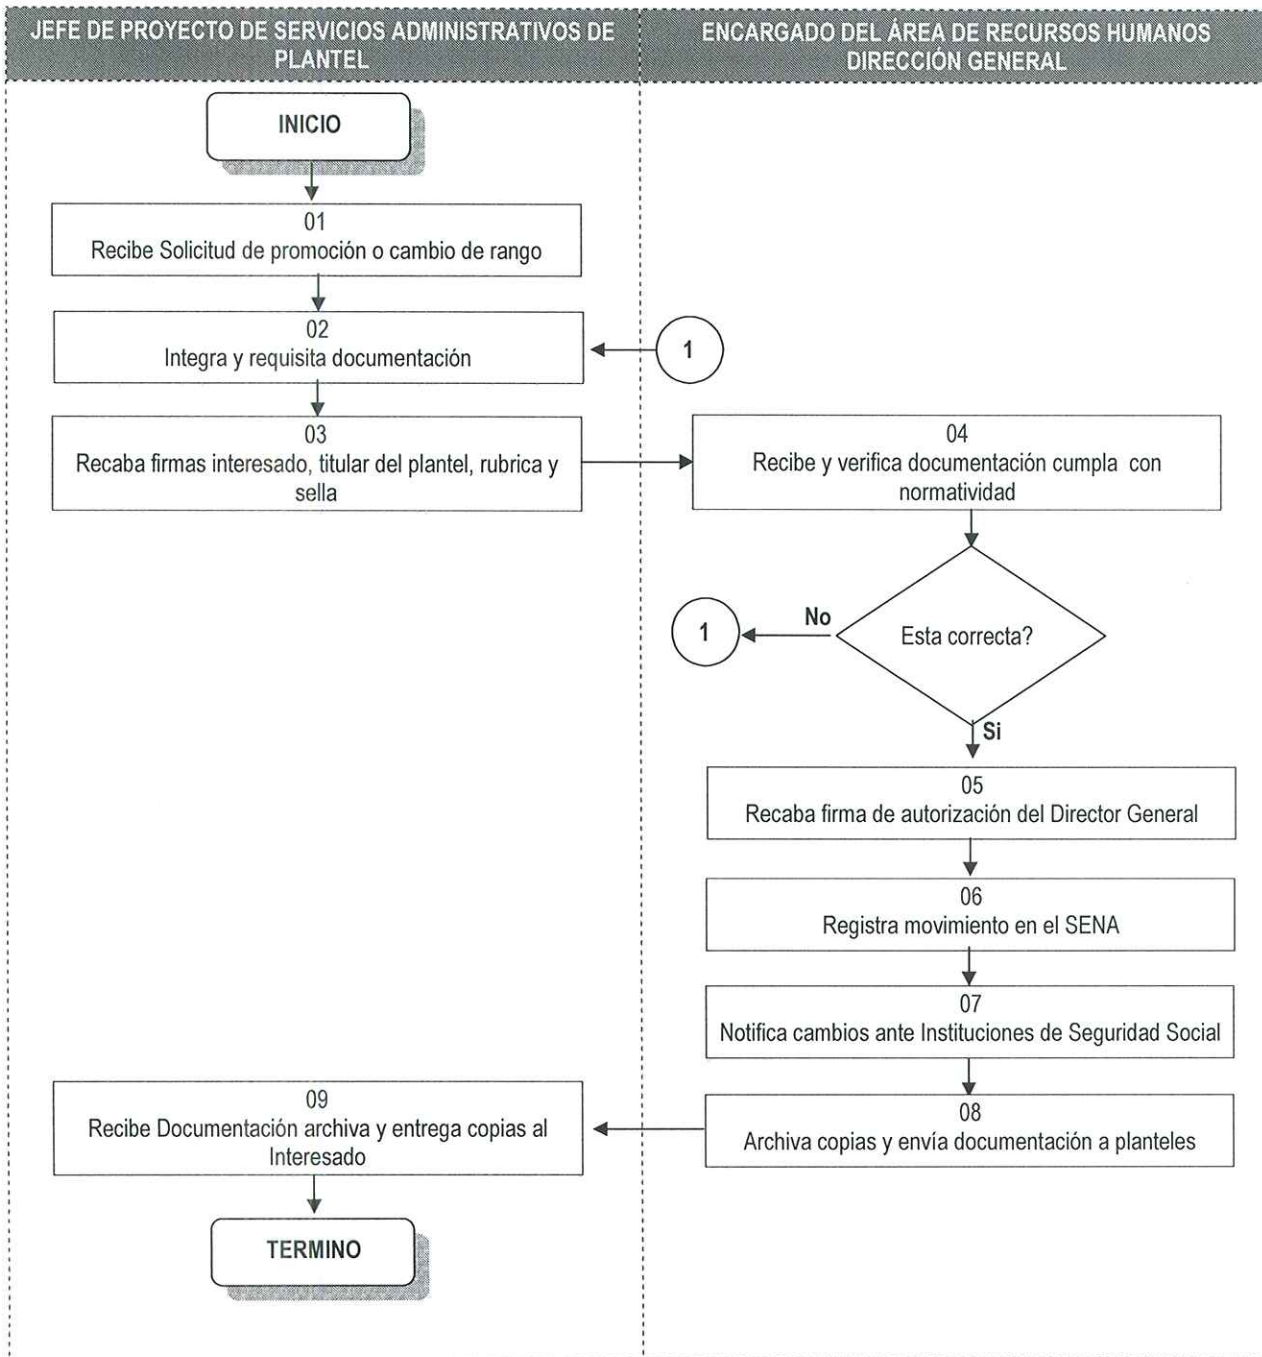 JEFE DE PROYECTO DE SERVICIOS ADMINISTRATIVOS DE
PLANTEL
ENCARGADO DEL ÁREA DE RECURSOS HUMANOS
DIRECCIÓN GENERAL
INICIO
01
Recibe Solicitud de promoción o cambio de rango
02
Integra y requisita documentación
1
03
Recaba firmas interesado, titular del plantel, rubrica y
sella
04
Recibe y verifica documentación cumpla con
normatividad
Esta correcta?
No
1
Si
05
Recaba firma de autorización del Director General
06
Registra movimiento en el SENA
07
Notifica cambios ante Instituciones de Seguridad Social
08
Archiva copias y envía documentación a planteles
09
Recibe Documentación archiva y entrega copias al
Interesado
TERMINO